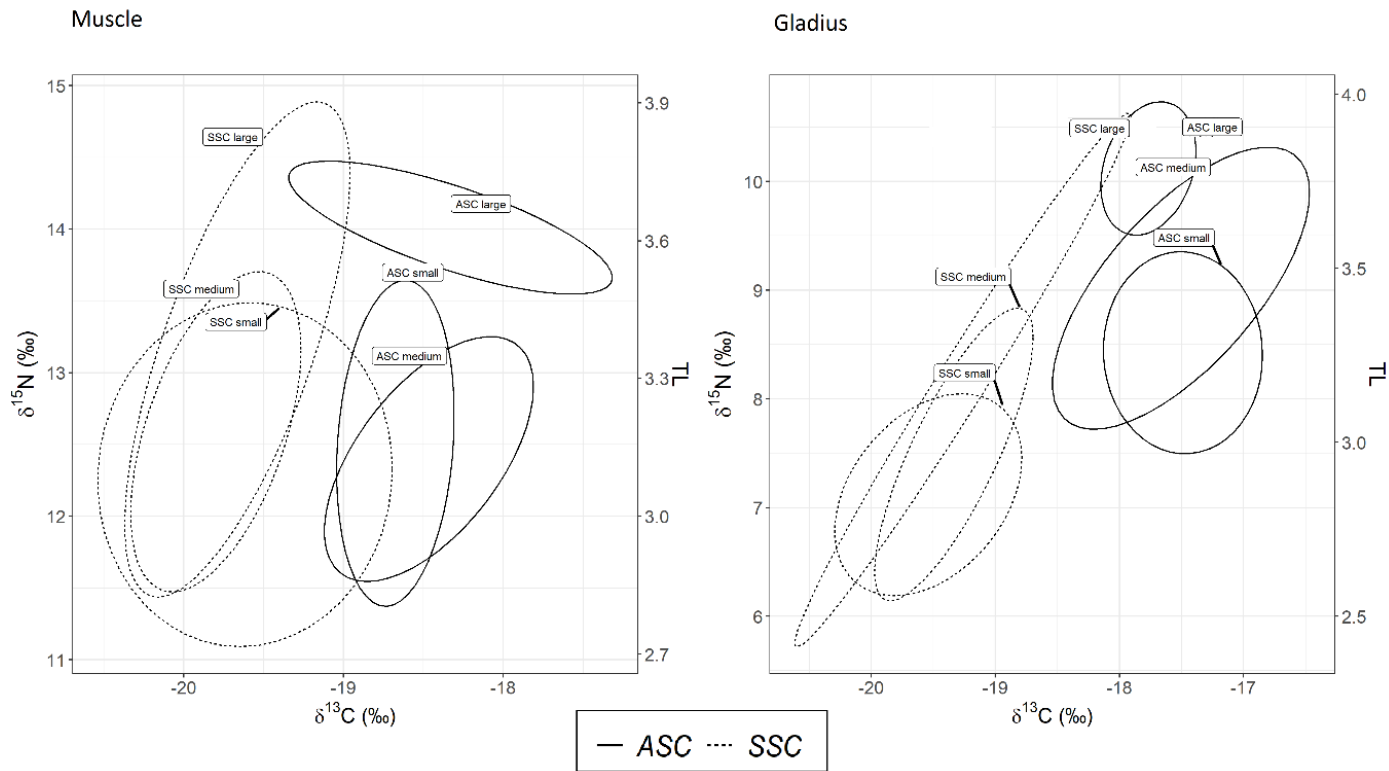 Muscle
15
14
13
12
11
δ¹⁵N (‰)
3.9
3.6
3.3
3.0
2.7
TL
-20
-19
-18
δ¹³C (‰)
SSC large
ASC large
ASC small
SSC medium
SSC small
ASC medium
Gladius
10
9
8
7
6
δ¹⁵N (‰)
4.0
3.5
3.0
2.5
TL
-20
-19
-18
-17
δ¹³C (‰)
SSC large
ASC large
ASC medium
ASC small
SSC medium
SSC small
ASC
SSC